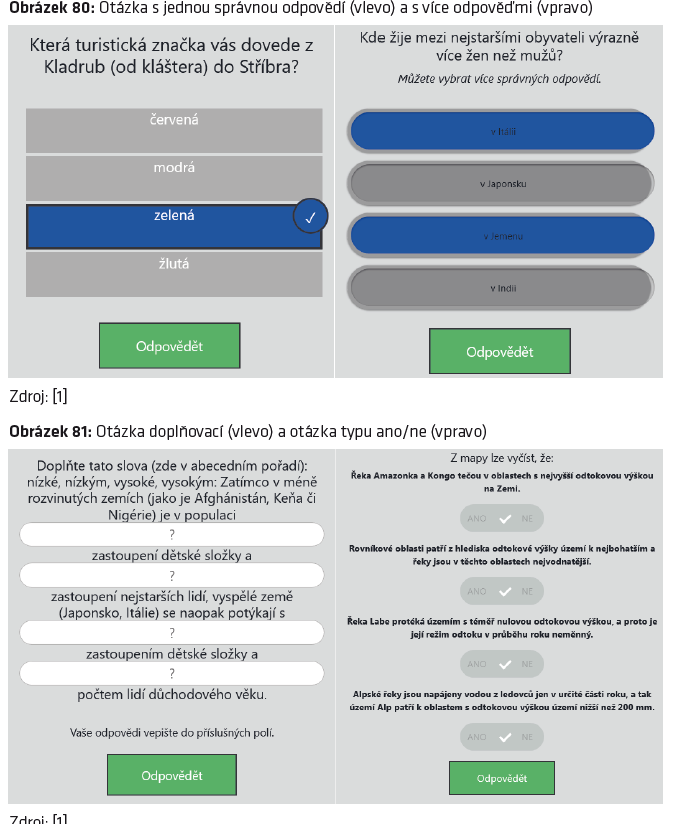 Obrázek 80: Otázka s jednou správnou odpovědí (vlevo) a s více odpověďmi (vpravo)
Která turistická značka vás dovede z
Kladrub (od kláštera) do Stříbra?
červená
modrá
zelená
žlutá
Odpovědět
Kde žije mezi nejstaršími obyvateli výrazně
více žen než mužů?
Můžete vybrat více správných odpovědí.
v Itálii
v Japonsku
v Jemenu
v Indii
Odpovědět
Zdroj: [1]
Obrázek 81: Otázka doplňovací (vlevo) a otázka typu ano/ne (vpravo)
Doplňte tato slova (zde v abecedním pořadí):
nízké, nízkým, vysoké, vysokým: Zatímco v méně
rozvinutých zemích (jako je Afghánistán, Keňa či
Nigérie) je v populaci
?
zastoupení dětské složky a
?
zastoupení nejstarších lidí, vyspělé země
(Japonsko, Itálie) se naopak potýkají s
?
zastoupením dětské složky a
?
počtem lidí důchodového věku.
Vaše odpovědi vepište do příslušných polí.
Odpovědět
Z mapy lze vyčíst, že:
Řeka Amazonka a Kongo tečou v oblastech s nejvyšší odtokovou výškou
na Zemi.
ANO NE
Rovníkové oblasti patří z hlediska odtokové výšky území k nejbohatším a
řeky jsou v těchto oblastech nejvodnatější.
ANO NE
Řeka Labe protéká územím s téměř nulovou odtokovou výškou, a proto je
její režim odtoku v průběhu roku neměnný.
ANO NE
Alpské řeky jsou napájeny vodou z ledovců jen v určité části roku, a tak
území Alp patří k oblastem s odtokovou výškou území nižší než 200 mm.
ANO NE
Odpovědět
Zdroj: [1]